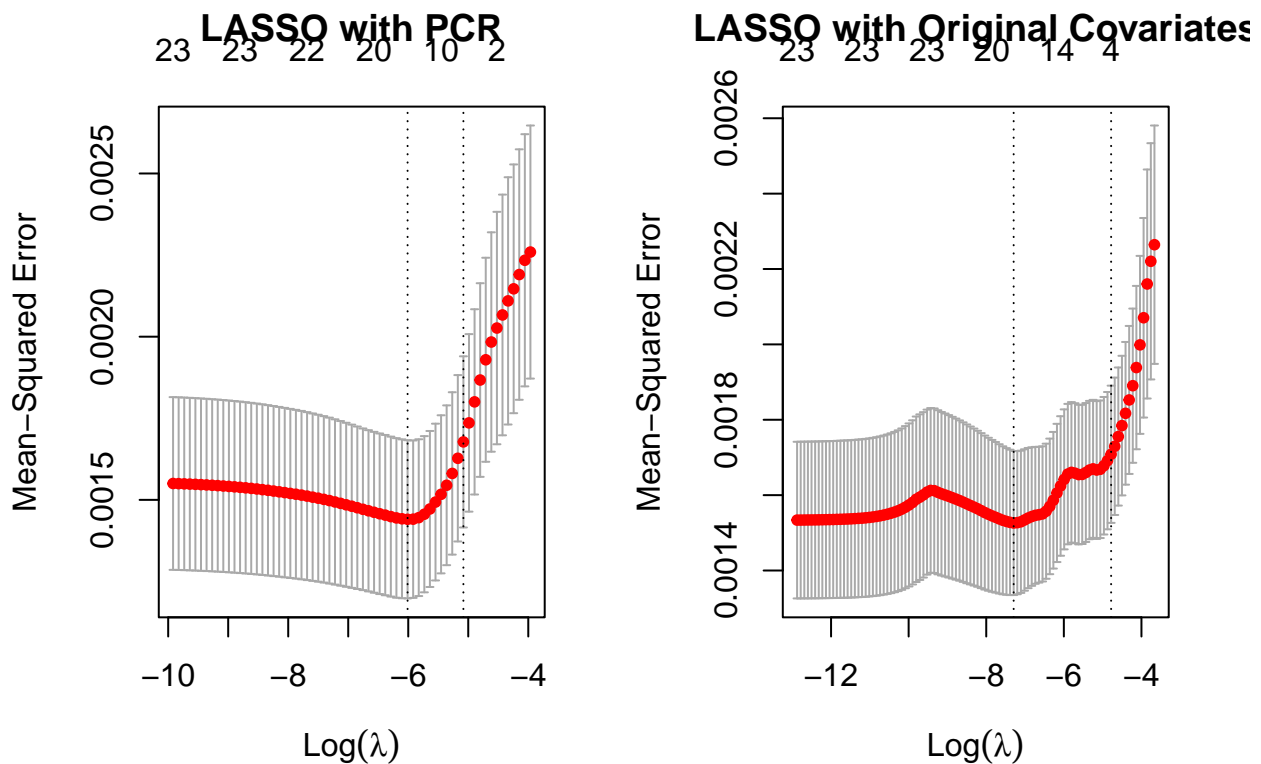 LASSO with PCR
23 23 22 20 10 2
Mean−Squared Error
0.0025
0.0020
0.0015
−10 −8 −6 −4
Log(λ)
LASSO with Original Covariates
23 23 23 20 14 4
Mean−Squared Error
0.0026
0.0022
0.0018
0.0014
−12 −8 −6 −4
Log(λ)